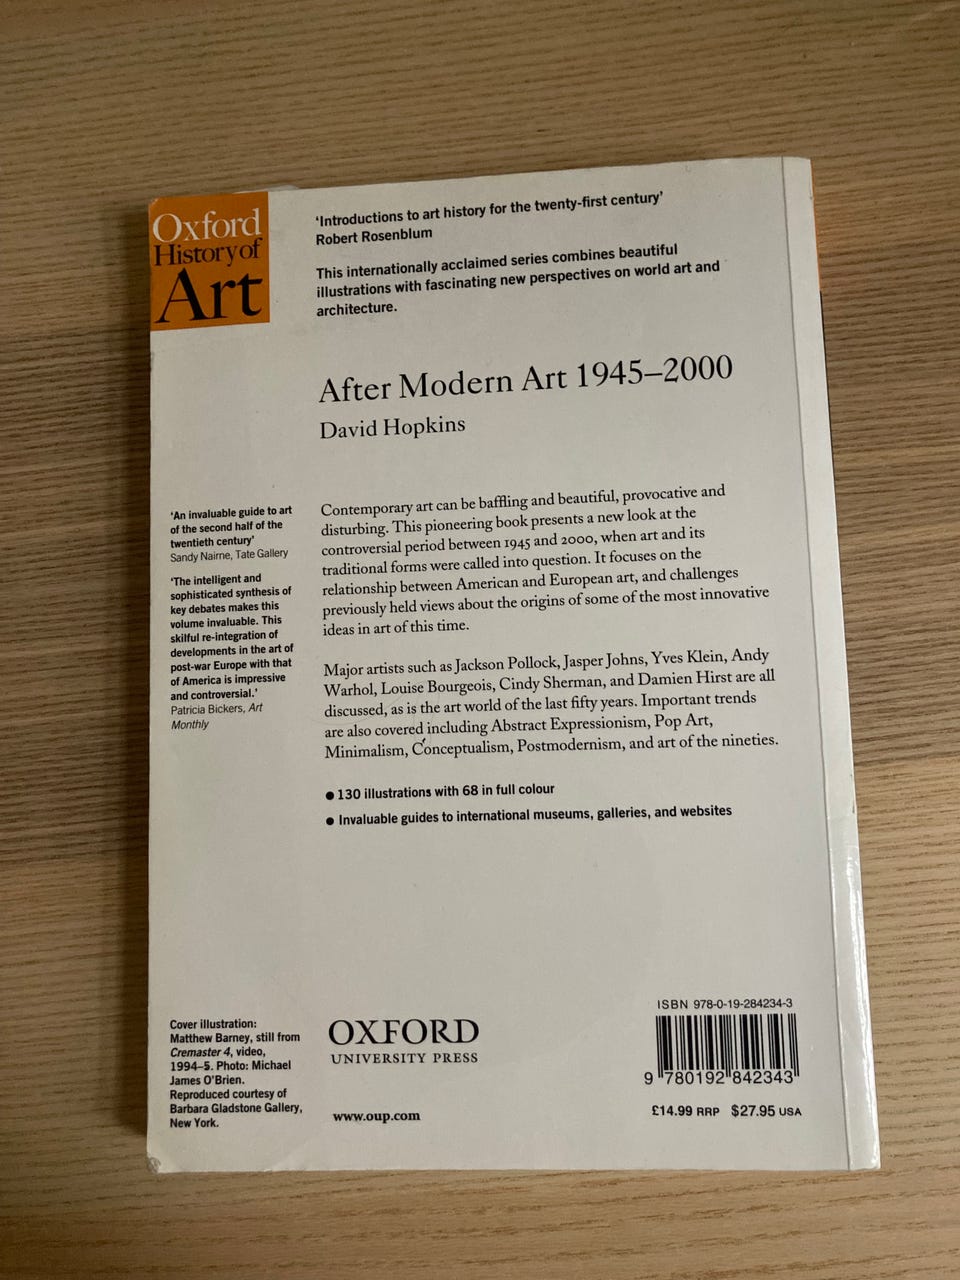 Oxford
History of
Art
'Introductions to art history for the twenty-first century'
Robert Rosenblum
This internationally acclaimed series combines beautiful
illustrations with fascinating new perspectives on world art and
architecture.
After Modern Art 1945–2000
David Hopkins
'An invaluable guide to art
of the second half of the
twentieth century'
Sandy Nairne, Tate Gallery
'The intelligent and
sophisticated synthesis of
key debates makes this
volume invaluable. This
skilful re-integration of
developments in the art of
post-war Europe with that
of America is impressive
and controversial.'
Patricia Bickers, Art
Monthly
Contemporary art can be baffling and beautiful, provocative and
disturbing. This pioneering book presents a new look at the
controversial period between 1945 and 2000, when art and its
traditional forms were called into question. It focuses on the
relationship between American and European art, and challenges
previously held views about the origins of some of the most innovative
ideas in art of this time.
Major artists such as Jackson Pollock, Jasper Johns, Yves Klein, Andy
Warhol, Louise Bourgeois, Cindy Sherman, and Damien Hirst are all
discussed, as is the art world of the last fifty years. Important trends
are also covered including Abstract Expressionism, Pop Art,
Minimalism, Conceptualism, Postmodernism, and art of the nineties.
● 130 illustrations with 68 in full colour
● Invaluable guides to international museums, galleries, and websites
Cover illustration:
Matthew Barney, still from
Cremaster 4, video,
1994–5. Photo: Michael
James O'Brien.
Reproduced courtesy of
Barbara Gladstone Gallery,
New York.
OXFORD
UNIVERSITY PRESS
www.oup.com
ISBN 978-0-19-284234-3
9 780192 842343
£14.99 RRP $27.95 USA